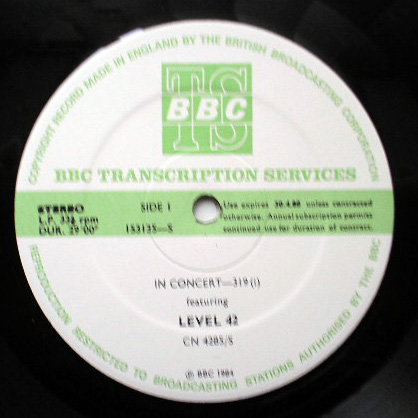 COPYRIGHT RECORD MADE IN ENGLAND BY THE BRITISH BROADCASTING CORPORATION
TS
BBC
BBC TRANSCRIPTION SERVICES
STEREO
L.P. 33⅓ rpm
DUR. 29'00"
SIDE 1
153135—S
Use expires 30.4.88 unless contracted
otherwise. Annual subscription permits
continued use for duration of contract.
IN CONCERT—319(i)
featuring
LEVEL 42
CN 4285/S
℗ BBC 1984
REPRODUCTION RESTRICTED TO BROADCASTING STATIONS AUTHORISED BY THE BBC